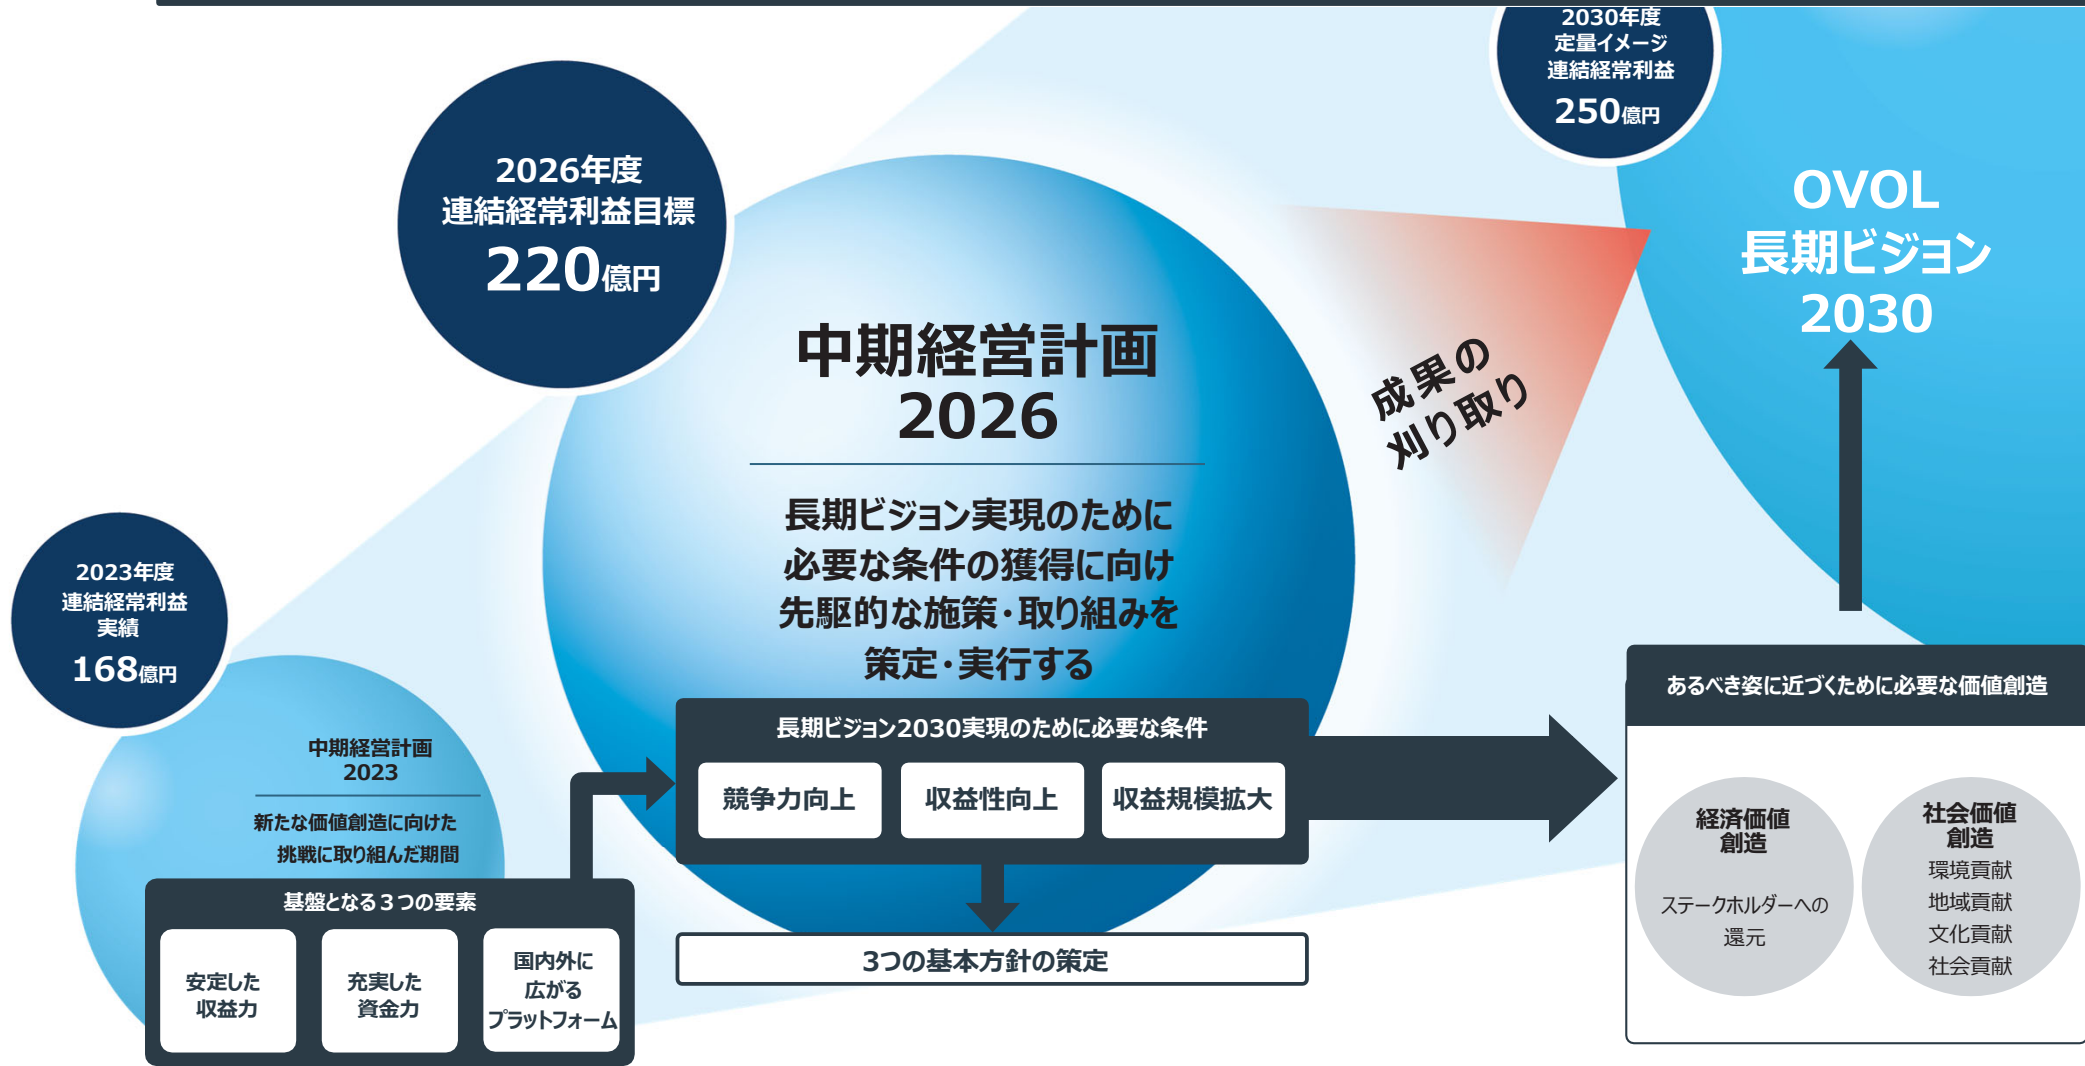 2023年度
連結経常利益
実績
168億円
中期経営計画
2023
新たな価値創造に向けた
挑戦に取り組んだ期間
基盤となる３つの要素
安定した
収益力
充実した
資金力
国内外に
広がる
プラットフォーム
2026年度
連結経常利益目標
220億円
中期経営計画
2026
長期ビジョン実現のために
必要な条件の獲得に向け
先駆的な施策・取り組みを
策定・実行する
長期ビジョン2030実現のために必要な条件
競争力向上
収益性向上
収益規模拡大
3つの基本方針の策定
成果の
刈り取り
2030年度
定量イメージ
連結経常利益
250億円
OVOL
長期ビジョン
2030
あるべき姿に近づくために必要な価値創造
経済価値
創造
ステークホルダーへの
還元
社会価値
創造
環境貢献
地域貢献
文化貢献
社会貢献